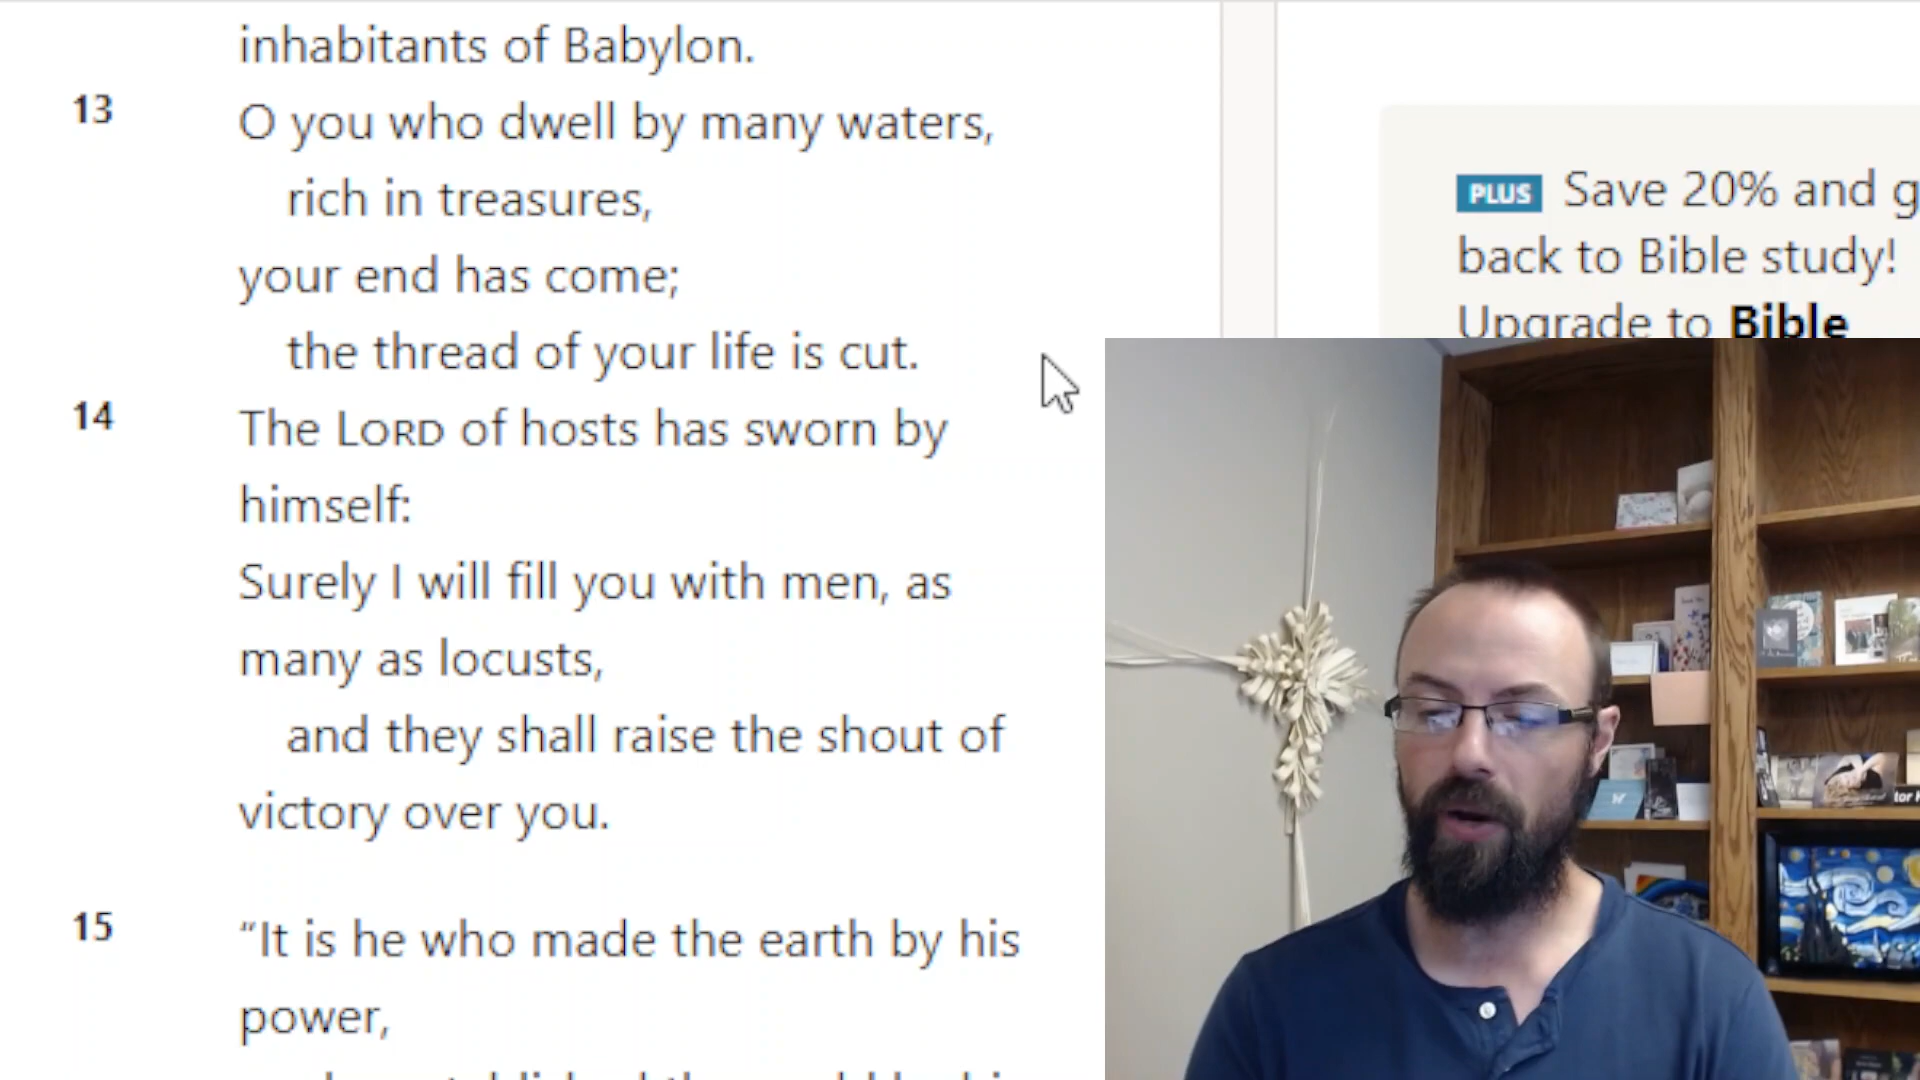 inhabitants of Babylon.
13 O you who dwell by many waters,
rich in treasures,
your end has come;
the thread of your life is cut.
14 The LORD of hosts has sworn by
himself:
Surely I will fill you with men, as
many as locusts,
and they shall raise the shout of
victory over you.
15 “It is he who made the earth by his
power,
PLUS Save 20% and g
back to Bible study!
Upgrade to Bible